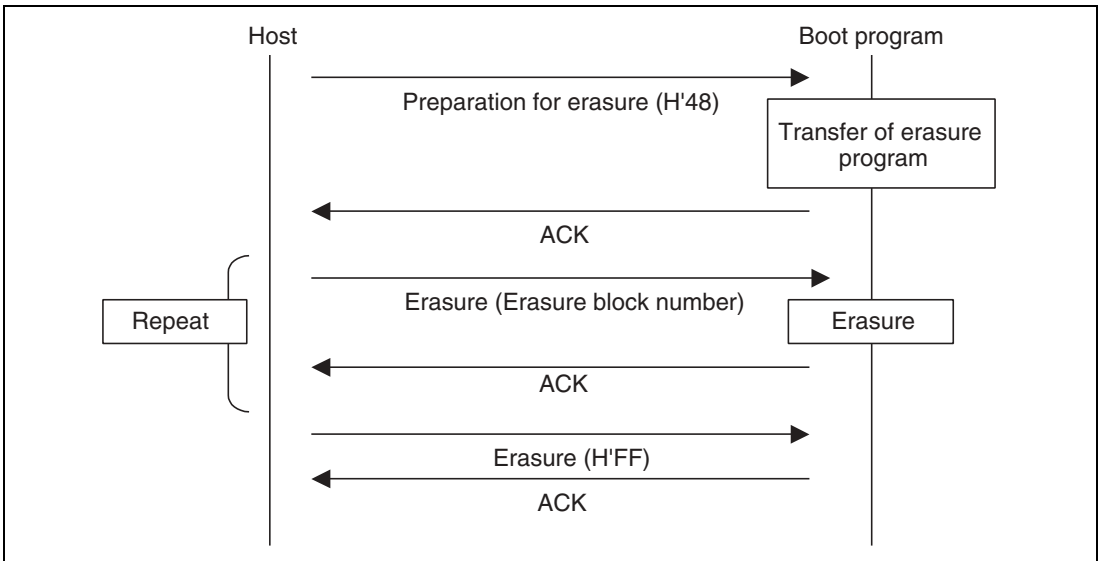 Host
Boot program
Preparation for erasure (H'48)
Transfer of erasure
program
ACK
Erasure (Erasure block number)
Repeat
Erasure
ACK
Erasure (H'FF)
ACK